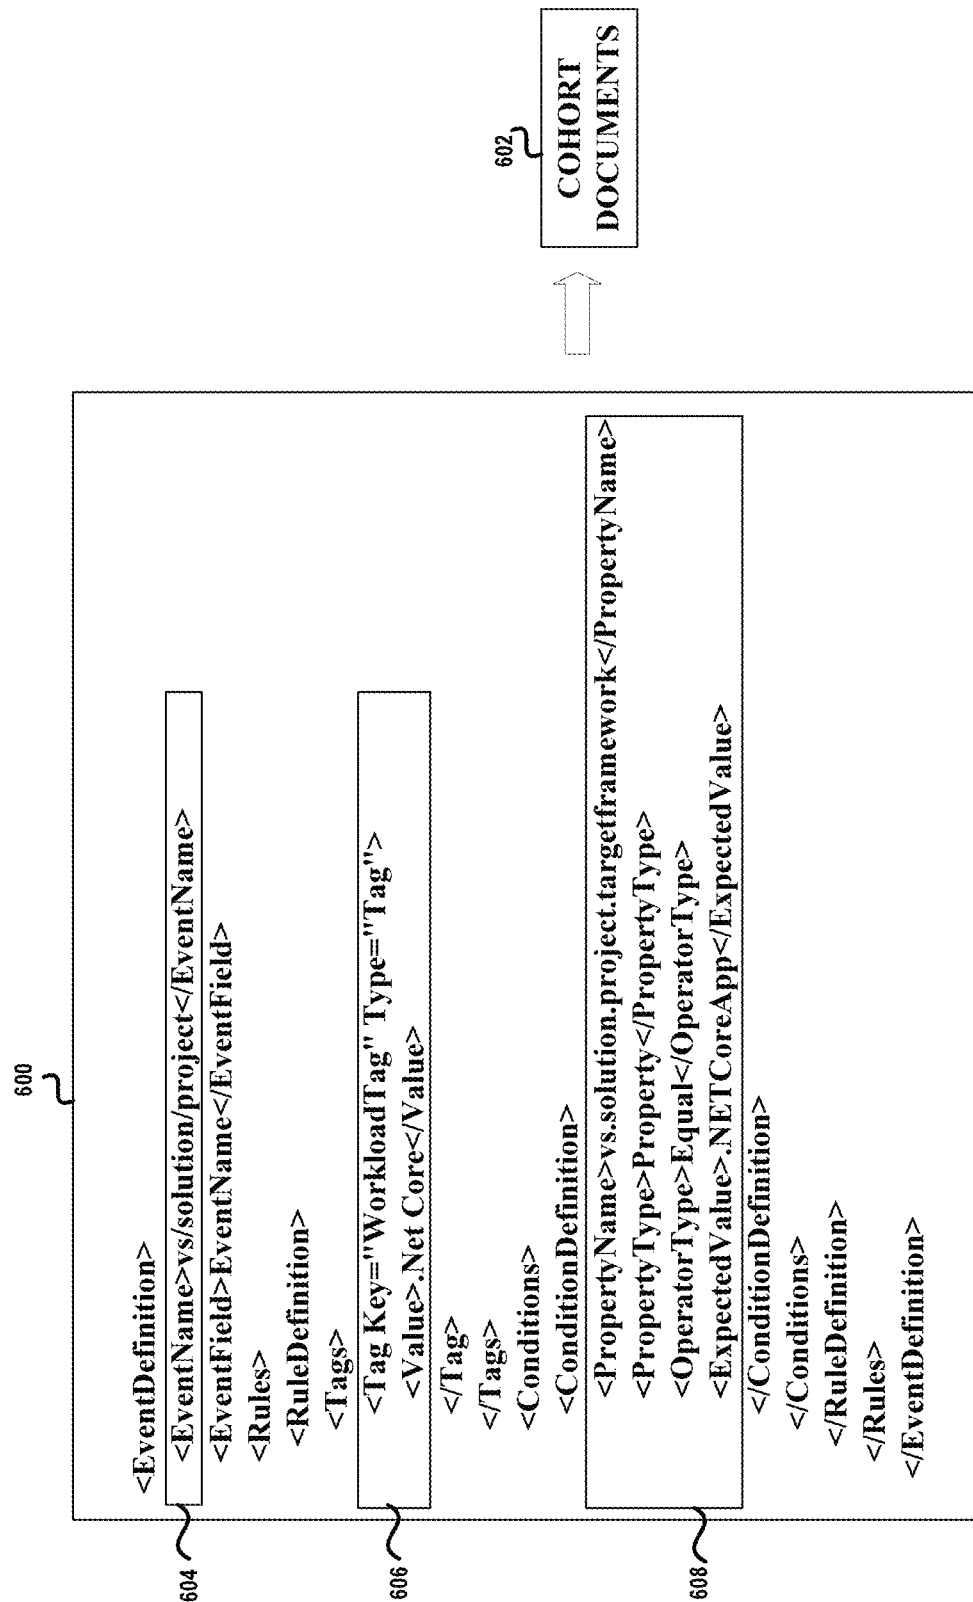 600
<EventDefinition>
<EventName>vs/solution/project</EventName>
<EventField>EventName</EventField>
<Rules>
<RuleDefinition>
<Tags>
<Tag Key="WorkloadTag" Type="Tag">
<Value>.Net Core</Value>
</Tag>
</Tags>
<Conditions>
<ConditionDefinition>
<PropertyName>vs.solution.project.targetframework</PropertyName>
<PropertyType>Property</PropertyType>
<OperatorType>Equal</OperatorType>
<ExpectedValue>.NETCoreApp</ExpectedValue>
</ConditionDefinition>
</Conditions>
</RuleDefinition>
</Rules>
</EventDefinition>
604
606
608
602
COHORT
DOCUMENTS